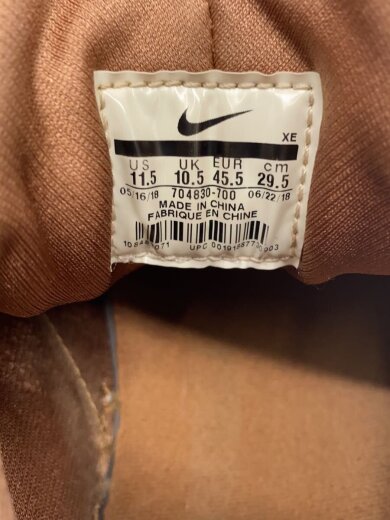 XE
US UK EUR cm
11.5 10.5 45.5 29.5
05/16/18 704830-700 06/22/18
MADE IN CHINA
FABRIQUE EN CHINE
UPC